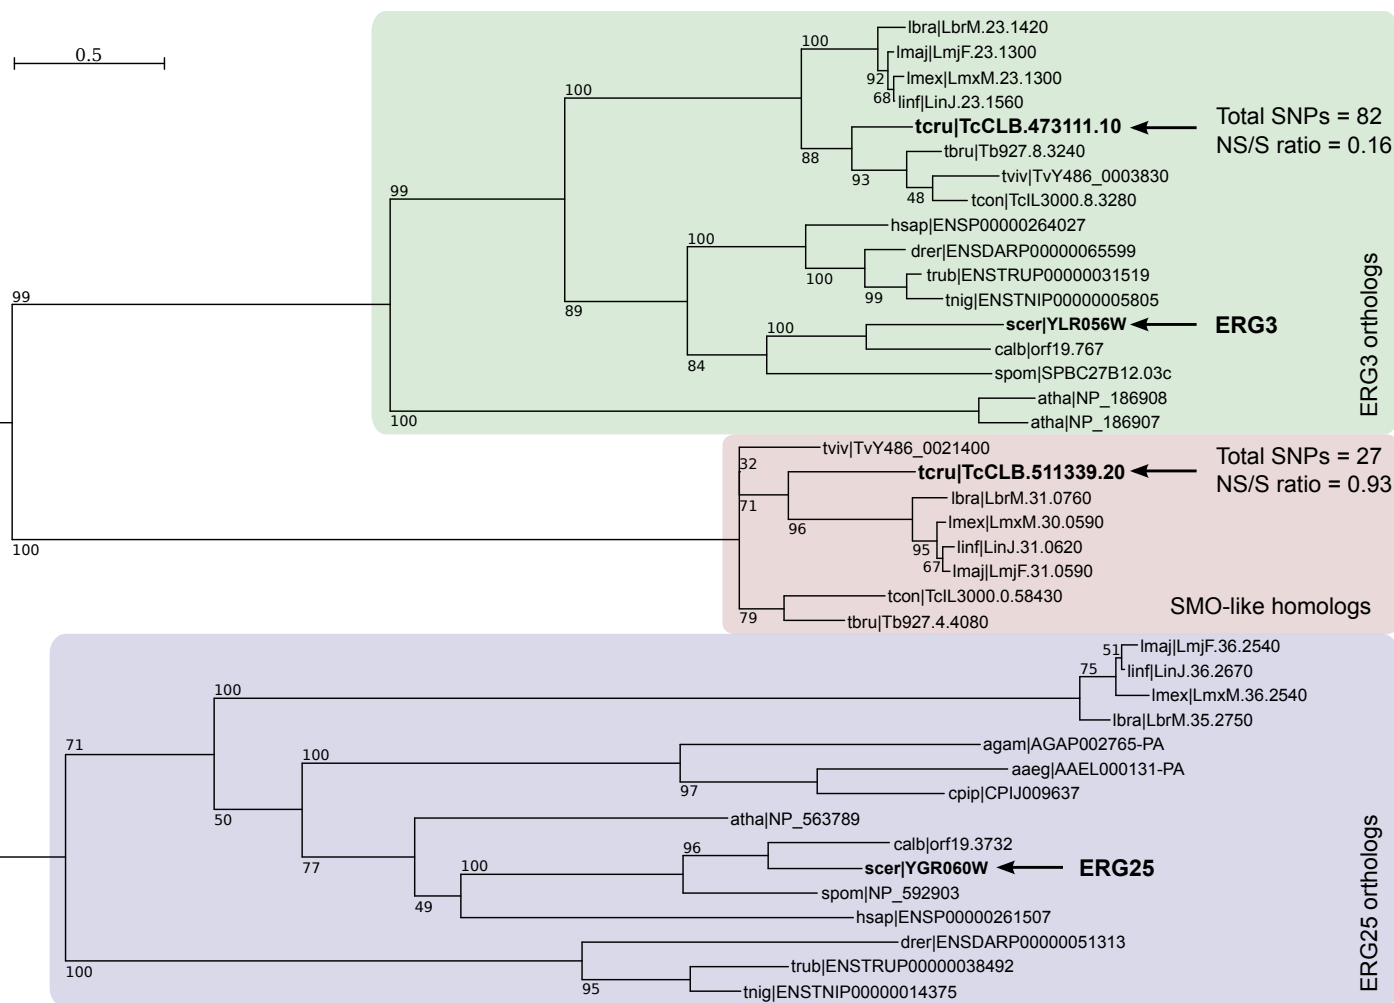 0.5
lbra|LbrM.23.1420
100
lmaj|LmjF.23.1300
92
lmex|LmxM.23.1300
68
linf|LinJ.23.1560
100
tcru|TcCLB.473111.10
Total SNPs = 82
NS/S ratio = 0.16
88
tbru|Tb927.8.3240
93
tviv|TvY486_0003830
48
tcon|TcIL3000.8.3280
99
hsap|ENSP00000264027
100
drer|ENSDARP00000065599
100
trub|ENSTRUP00000031519
99
tnig|ENSTNIP00000005805
99
89
scer|YLR056W
ERG3
100
calb|orf19.767
84
spom|SPBC27B12.03c
atha|NP_186908
100
atha|NP_186907
ERG3 orthologs
tviv|TvY486_0021400
32
tcru|TcCLB.511339.20
Total SNPs = 27
NS/S ratio = 0.93
71
lbra|LbrM.31.0760
96
lmex|LmxM.30.0590
95
linf|LinJ.31.0620
67
lmaj|LmjF.31.0590
100
tcon|TcIL3000.0.58430
79
tbru|Tb927.4.4080
SMO-like homologs
51
lmaj|LmjF.36.2540
75
linf|LinJ.36.2670
100
lmex|LmxM.36.2540
lbra|LbrM.35.2750
71
100
agam|AGAP002765-PA
aaeg|AAEL000131-PA
97
cpip|CPIJ009637
50
atha|NP_563789
77
96
calb|orf19.3732
100
scer|YGR060W
ERG25
spom|NP_592903
49
hsap|ENSP00000261507
drer|ENSDARP00000051313
100
trub|ENSTRUP00000038492
95
tnig|ENSTNIP00000014375
ERG25 orthologs